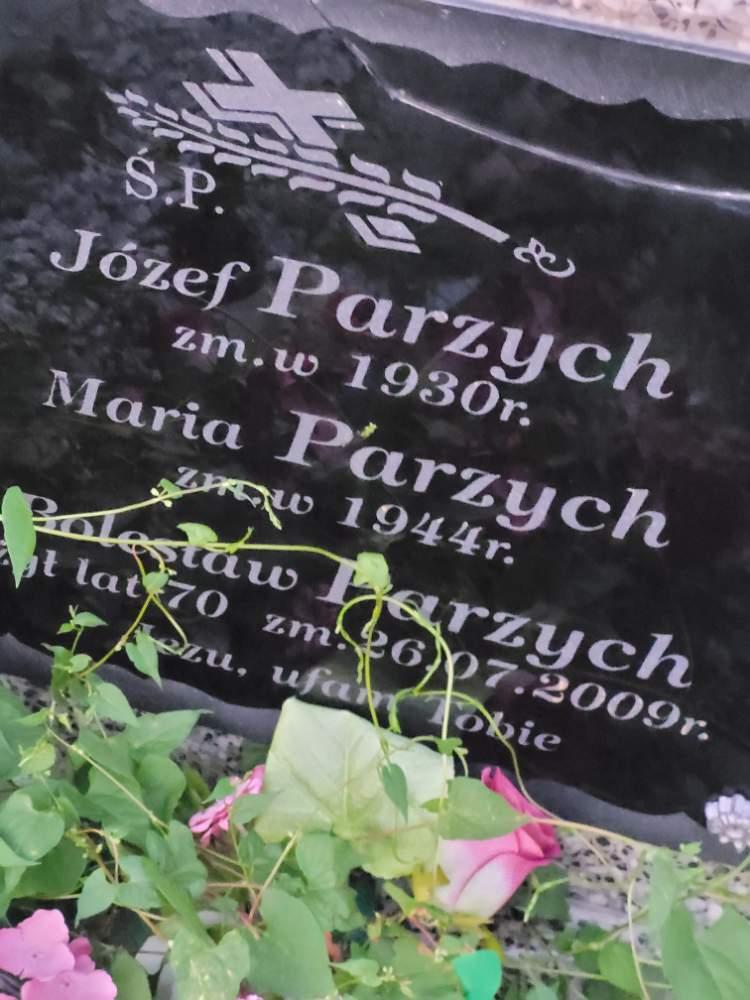 Ś.P.
Józef Parzych
zm.w 1930r.
Maria Parzych
zm.w 1944r.
Bolesław Parzych
żył lat 70 zm.26.07.2009r.
Jezu, ufam Tobie